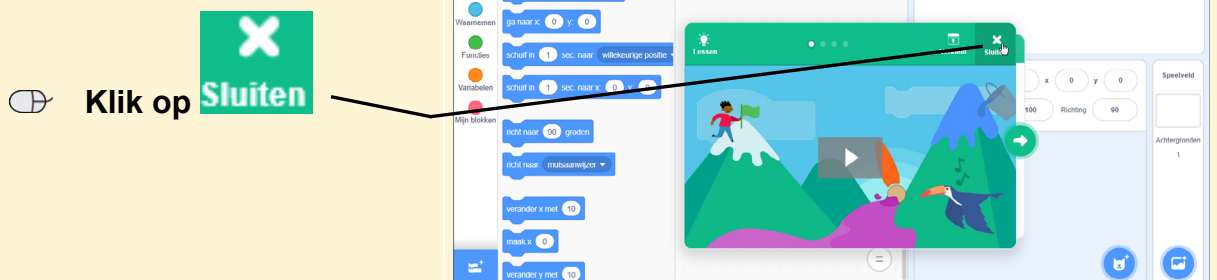 Klik op
Sluiten
Waarnemen
Functies
Variabelen
Mijn blokken
ga naar x: 0 y: 0
schuif in 1 sec. naar willekeurige positie
schuif in 1 sec. naar x: 0 y: 0
richt naar 90 graden
richt naar muisaanwijzer
verander x met 10
maak x 0
verander y met 10
Lessen
Sluiten
x 0 y 0
100 Richting 90
Speelveld
Achtergronden
1